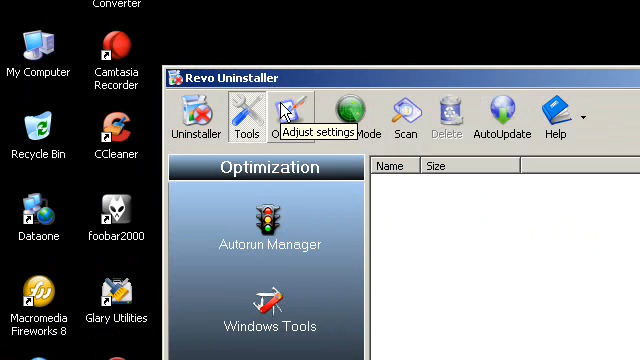 Converter
My Computer
Camtasia
Recorder
Recycle Bin
CCleaner
Dataone
foobar2000
Macromedia
Fireworks 8
Glary Utilities
Revo Uninstaller
Uninstaller
Tools
O
Mode
Scan
Delete
AutoUpdate
Help
Adjust settings
Optimization
Autorun Manager
Windows Tools
Name
Size